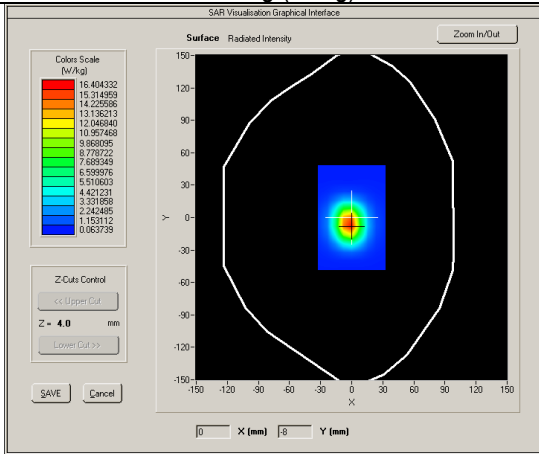 SAR Visualisation Graphical Interface
Surface Radiated Intensity
Zoom In/Out
Colors Scale
(W/kg)
16.404332
15.314959
14.225586
13.136213
12.046840
10.957468
9.868095
8.778722
7.689349
6.599976
5.510603
4.421231
3.331858
2.242485
1.153112
0.063739
Z-Cuts Control
<< Upper Cut
Z = 4.0 mm
Lower Cut >>
SAVE Cancel
150
120
90
60
30
0
-30
-60
-90
-120
-150
Y
-150 -120 -90 -60 -30 0 30 60 90 120 150
X
0 X (mm) -8 Y (mm)